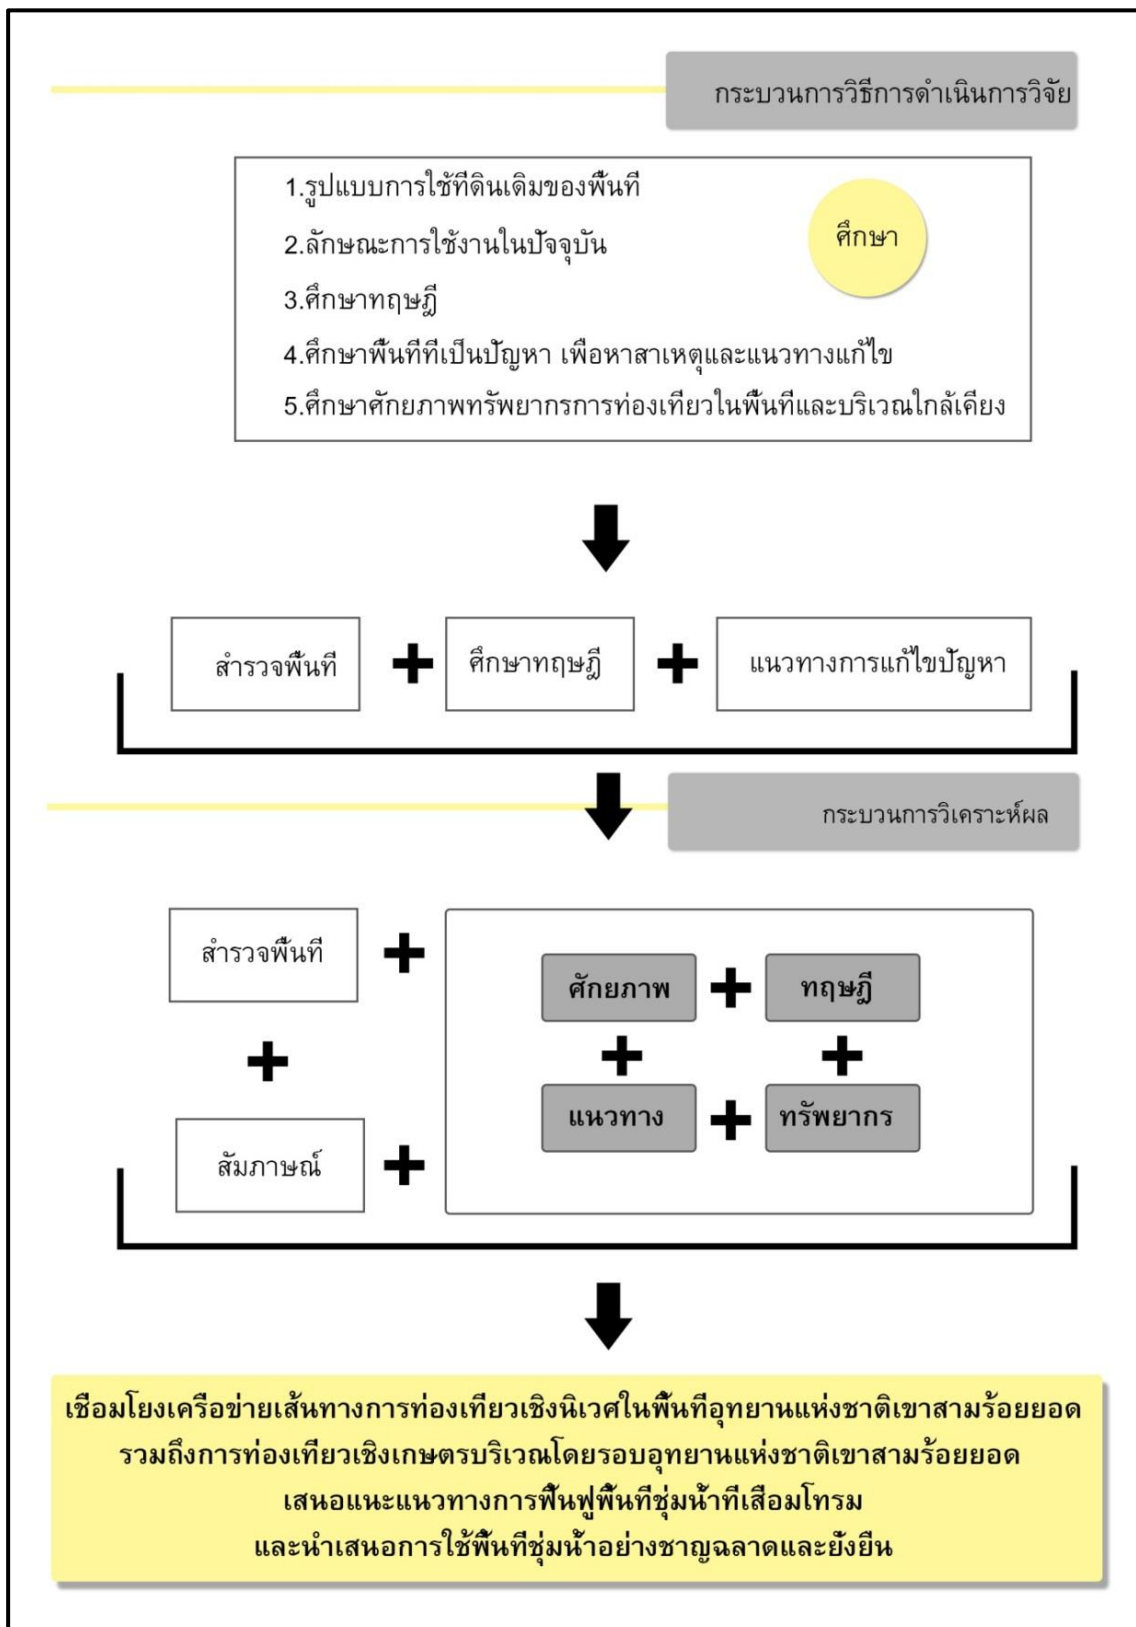 กระบวนการวิธีการดำเนินการวิจัย
1.รูปแบบการใช้ทีดินเดิมของพื้นที
2.ลักษณะการใช้งานในปัจจุบัน
3.ศึกษาทฤษฎี
4.ศึกษาพื้นทีทีเป็นปัญหา เพือหาสาเหตุและแนวทางแก้ไข
5.ศึกษาศักยภาพทรัพยากรการท่องเทียวในพื้นทีและบริเวณใกล้เคียง
ศึกษา
สำรวจพื้นที
ศึกษาทฤษฎี
แนวทางการแก้ไขปัญหา
กระบวนการวิเคราะห์ผล
สำรวจพื้นที
ศักยภาพ
ทฤษฎี
แนวทาง
ทรัพยากร
สัมภาษณ์
เชือมโยงเครือข่ายเส้นทางการท่องเทียวเชิงนิเวศในพื้นทีอุทยานแห่งชาติเขาสามร้อยยอด
รวมถึงการท่องเทียวเชิงเกษตรบริเวณโดยรอบอุทยานแห่งชาติเขาสามร้อยยอด
เสนอแนะแนวทางการฟื้นฟูพื้นทีชุ่มน้ำทีเสือมโทรม
และนำเสนอการใช้พื้นทีชุ่มน้ำอย่างชาญฉลาดและยังยืน